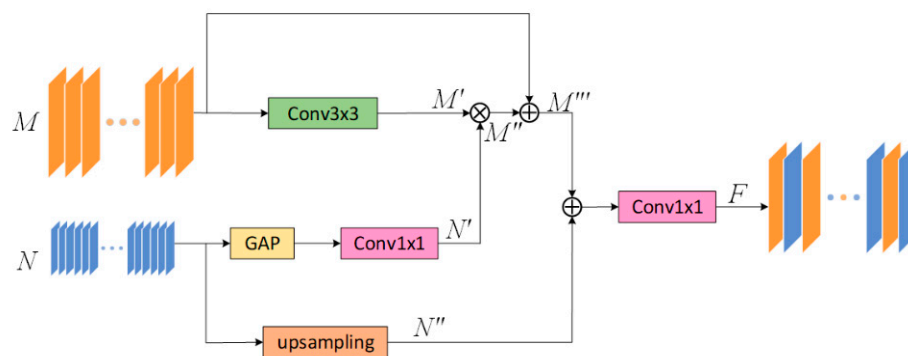 M
Conv3x3
M'
M''
M'''
N
GAP
Conv1x1
N'
upsampling
N''
Conv1x1
F